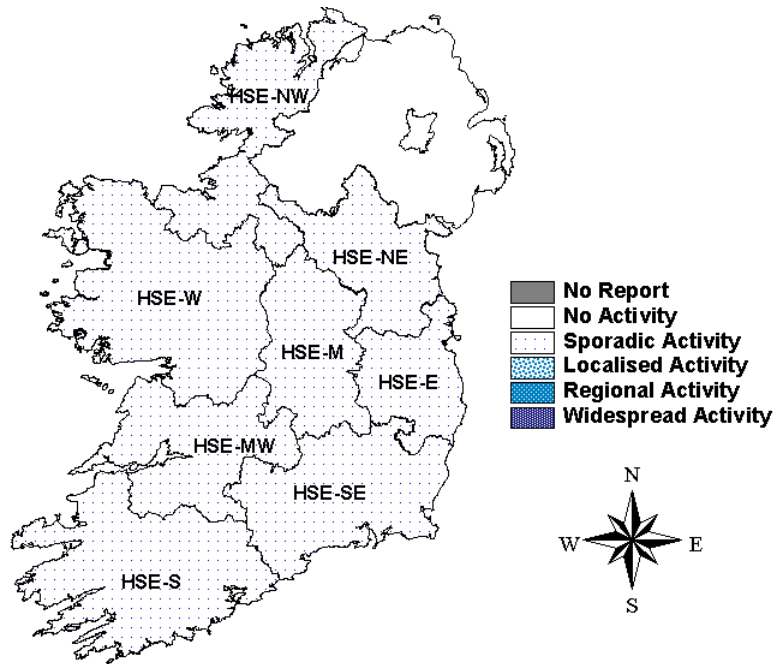 HSE-NW
HSE-NE
HSE-W
HSE-M
HSE-E
HSE-MW
HSE-SE
HSE-S
No Report
No Activity
Sporadic Activity
Localised Activity
Regional Activity
Widespread Activity
N
W E
S